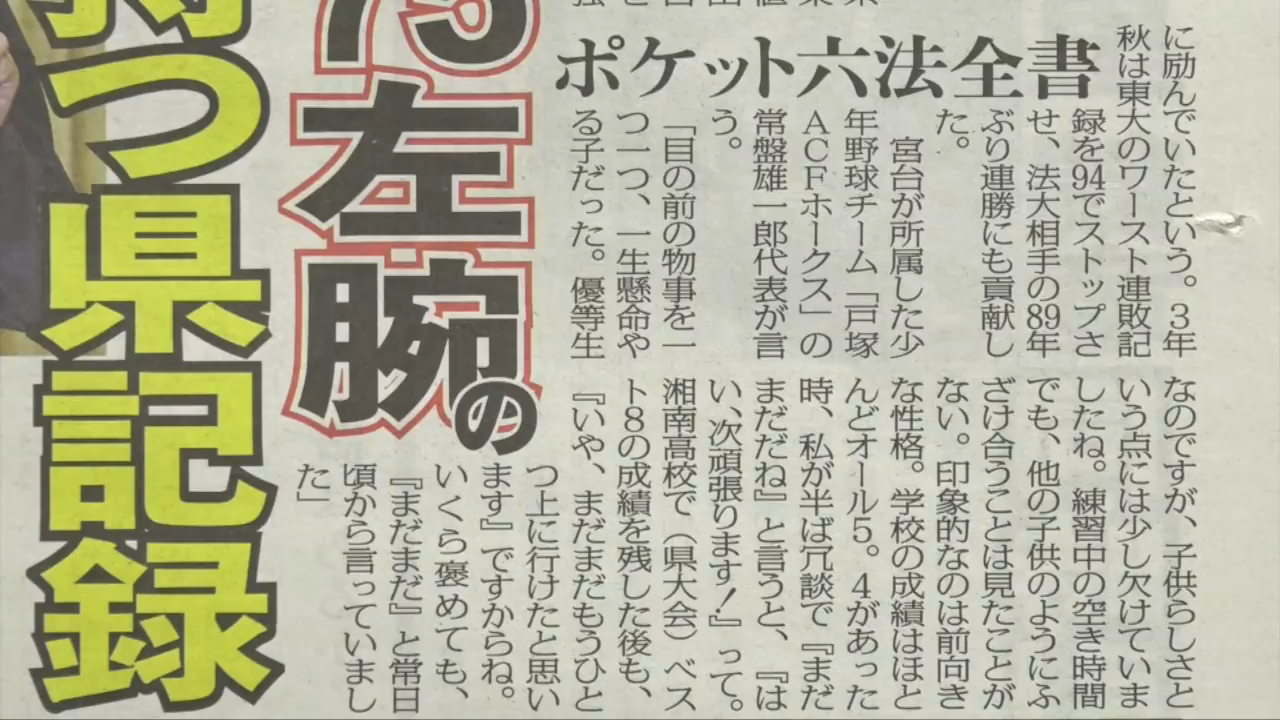 つ県記録
左腕の
ポケット六法全書
に励んでいたという。3年
秋は東大のワースト連敗記
録を94でストップさ
せ、法大相手の89年
ぶり連勝にも貢献し
た。
宮台が所属した少
年野球チーム「戸塚
ACFホークス」の
常盤雄一郎代表が言
う。
「目の前の物事を一
つ一つ、一生懸命や
る子だった。優等生
なのですが、子供らしさと
いう点には少し欠けていま
したね。練習中の空き時間
でも、他の子供のようにふ
ざけ合うことは見たことが
ない。印象的なのは前向き
な性格。学校の成績はほと
んどオール5。4があった
時、私が半ば冗談で『まだ
まだだね』と言うと、『は
い、次頑張ります!』って。
湘南高校で(県大会)ベス
ト8の成績を残した後も、
『いや、まだまだもうひと
つ上に行けたと思い
ます』ですからね。
いくら褒めても、
『まだまだ』と常日
頃から言っていまし
た」